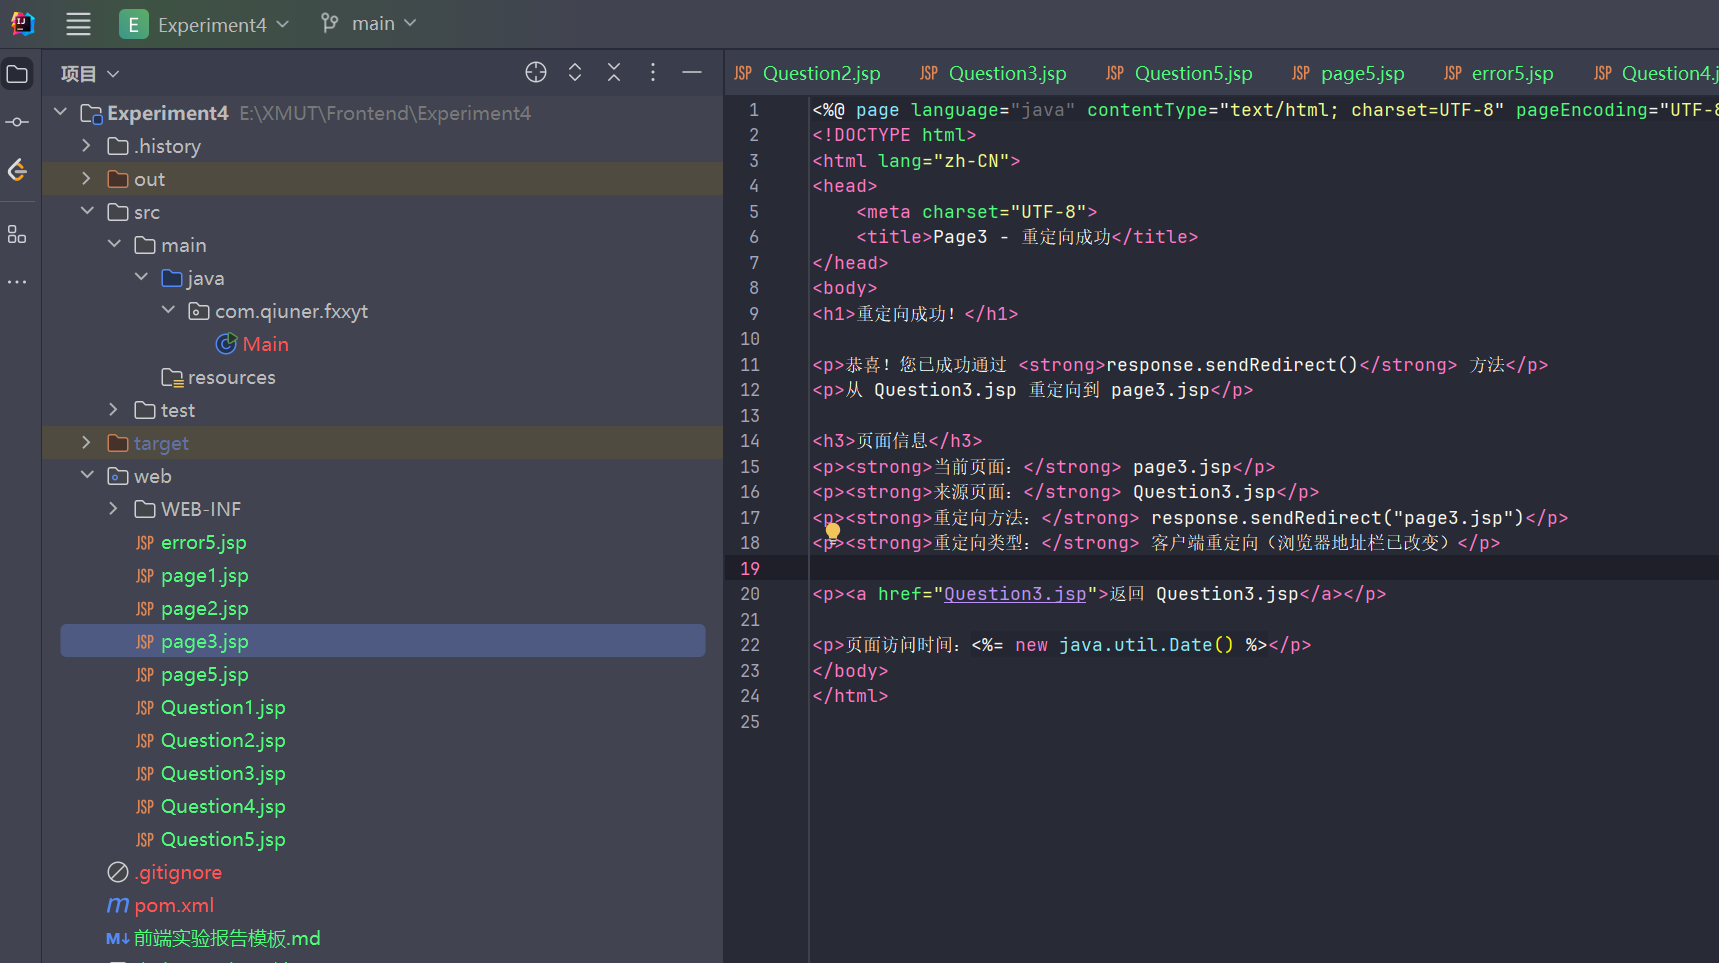 E Experiment4 main
项目
Experiment4 E:\XMUT\Frontend\Experiment4
.history
out
src
main
java
com.qiuner.fxxyt
Main
resources
test
target
web
WEB-INF
JSP error5.jsp
JSP page1.jsp
JSP page2.jsp
JSP page3.jsp
JSP page5.jsp
JSP Question1.jsp
JSP Question2.jsp
JSP Question3.jsp
JSP Question4.jsp
JSP Question5.jsp
.gitignore
m pom.xml
M↓ 前端实验报告模板.md
JSP Question2.jsp JSP Question3.jsp JSP Question5.jsp JSP page5.jsp JSP error5.jsp JSP Question4.j
1 <%@ page language="java" contentType="text/html; charset=UTF-8" pageEncoding="UTF-8
2 <!DOCTYPE html>
3 <html lang="zh-CN">
4 <head>
5     <meta charset="UTF-8">
6     <title>Page3 - 重定向成功</title>
7 </head>
8 <body>
9 <h1>重定向成功！</h1>
10
11 <p>恭喜！您已成功通过 <strong>response.sendRedirect()</strong> 方法</p>
12 <p>从 Question3.jsp 重定向到 page3.jsp</p>
13
14 <h3>页面信息</h3>
15 <p><strong>当前页面：</strong> page3.jsp</p>
16 <p><strong>来源页面：</strong> Question3.jsp</p>
17 <p><strong>重定向方法：</strong> response.sendRedirect("page3.jsp")</p>
18 <p><strong>重定向类型：</strong> 客户端重定向（浏览器地址栏已改变）</p>
19
20 <p><a href="Question3.jsp">返回 Question3.jsp</a></p>
21
22 <p>页面访问时间：<%= new java.util.Date() %></p>
23 </body>
24 </html>
25